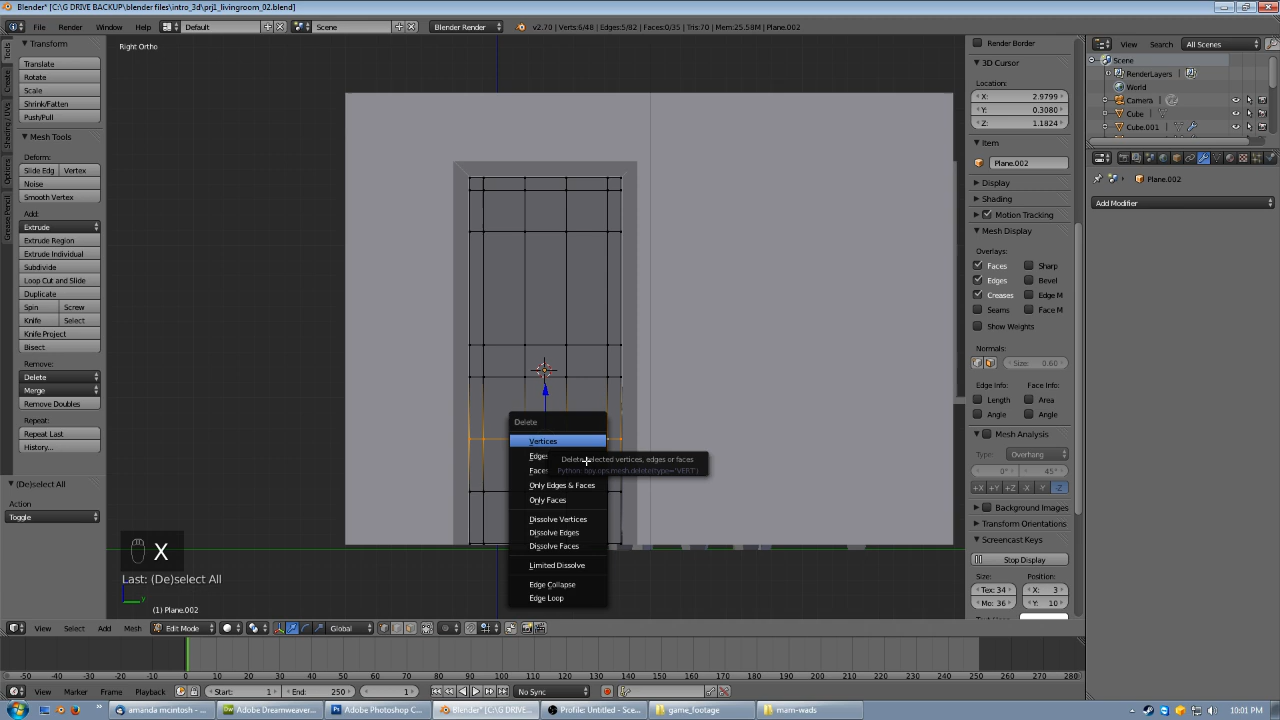 Blender* [C:\G DRIVE BACKUP\blender files\intro_3d\prj1_livingroom_02.blend]
File Render Window Help Default Scene Blender Render v2.70 | Verts:6/48 | Edges:5/82 | Faces:0/35 | Tris:70 | Mem:25.58M | Plane.002
Tools
Create
Shading / UVs
Options
Grease Pencil
Transform
Translate
Rotate
Scale
Shrink/Fatten
Push/Pull
Mesh Tools
Deform:
Slide Edg Vertex
Noise
Smooth Vertex
Add:
Extrude
Extrude Region
Extrude Individual
Subdivide
Loop Cut and Slide
Duplicate
Spin Screw
Knife Select
Knife Project
Bisect
Remove:
Delete
Merge
Remove Doubles
Repeat:
Repeat Last
History...
(De)select All
Action
Toggle
Right Ortho
Delete
Vertices
Edges
Faces
Only Edges & Faces
Only Faces
Dissolve Vertices
Dissolve Edges
Dissolve Faces
Limited Dissolve
Edge Collapse
Edge Loop
Delete selected vertices, edges or faces
Python: bpy.ops.mesh.delete(type='VERT')
X
Last: (De)select All
y
(1) Plane.002
Render Border
3D Cursor
Location:
X: 2.9799
Y: 0.3080
Z: 1.1824
Item
Plane.002
Display
Shading
Motion Tracking
Mesh Display
Overlays:
Faces Sharp
Edges Bevel
Creases Edge M
Seams Face M
Show Weights
Normals:
Size: 0.60
Edge Info: Face Info:
Length Area
Angle Angle
Mesh Analysis
Type: Overhang
0° 45°
+X +Y +Z -X -Y -Z
Background Images
Transform Orientations
Screencast Keys
Stop Display
Size: Position:
Tex: 34 X: 3
Mo: 36 Y: 10
View Search All Scenes
Scene
RenderLayers
World
Camera
Cube
Cube.001
Plane.002
Add Modifier
View Select Add Mesh Edit Mode Global
-50 -40 -30 -20 -10 0 10 20 30 40 50 60 70 80 90 100 110 120 130 140 150 160 170 180 190 200 210 220 230 240 250 260 270 280
View Marker Frame Playback Start: 1 End: 250 1 No Sync
amanda mcintosh - ... Adobe Dreamweaver... Adobe Photoshop C... Blender* [C:\G DRIVE... Profile: Untitled - Sce... game_footage mam-wads 10:01 PM